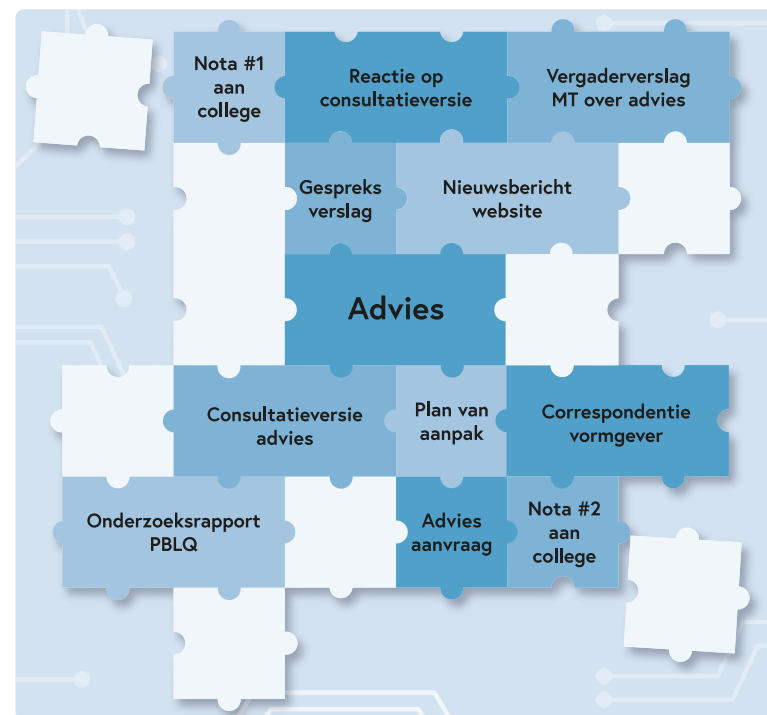 Nota #1
aan
college
Reactie op
consultatieversie
Vergaderverslag
MT over advies
Gespreks
verslag
Nieuwsbericht
website
Advies
Consultatieversie
advies
Plan van
aanpak
Correspondentie
vormgever
Onderzoeksrapport
PBLQ
Advies
aanvraag
Nota #2
aan
college